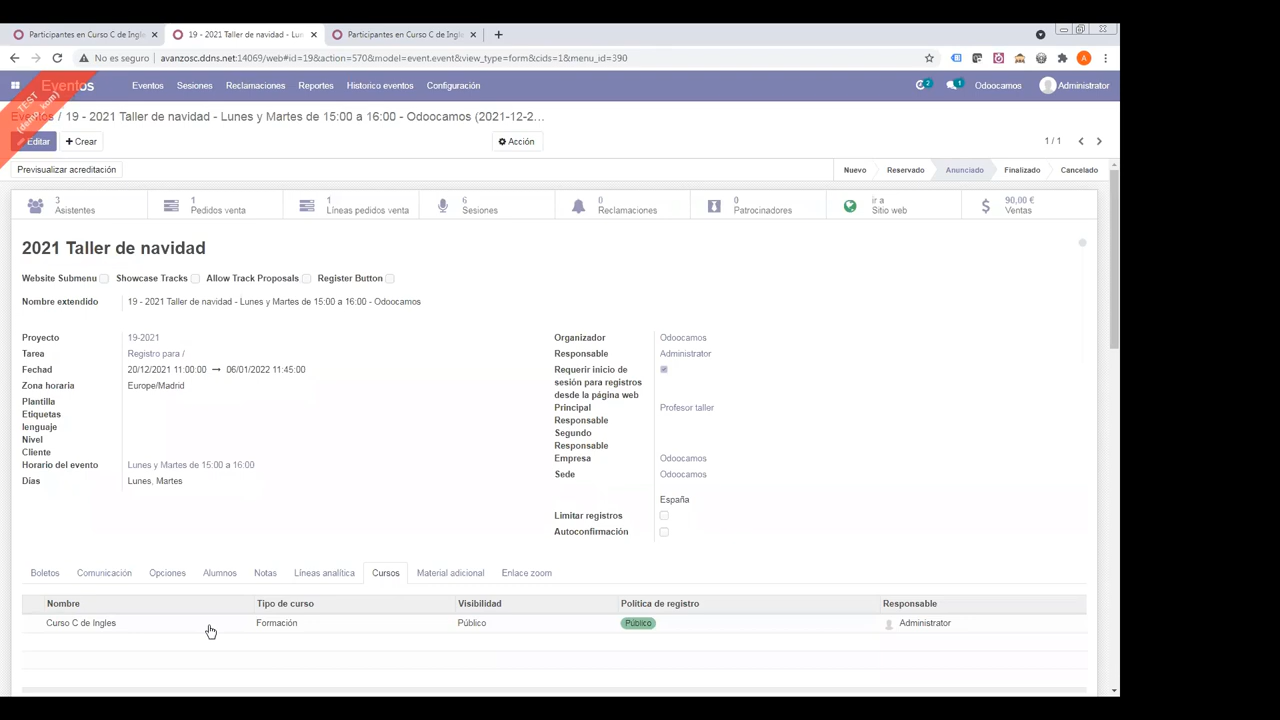 Participantes en Curso C de Ingle
19 - 2021 Taller de navidad - Lun
Participantes en Curso C de Ingle
No es seguro
avanzosc.ddns.net:14069/web#id=19&action=570&model=event.event&view_type=form&cids=1&menu_id=390
Eventos
Eventos
Sesiones
Reclamaciones
Reportes
Historico eventos
Configuración
2
1
Odoocamos
Administrator
TEST
Eventos / 19 - 2021 Taller de navidad - Lunes y Martes de 15:00 a 16:00 - Odoocamos (2021-12-2...
Editar
Crear
Acción
1 / 1
Previsualizar acreditación
Nuevo
Reservado
Anunciado
Finalizado
Cancelado
3
Asistentes
1
Pedidos venta
1
Líneas pedidos venta
6
Sesiones
0
Reclamaciones
0
Patrocinadores
ir a
Sitio web
90,00 €
Ventas
2021 Taller de navidad
Website Submenu
Showcase Tracks
Allow Track Proposals
Register Button
Nombre extendido
19 - 2021 Taller de navidad - Lunes y Martes de 15:00 a 16:00 - Odoocamos
Proyecto
19-2021
Tarea
Registro para /
Fechad
20/12/2021 11:00:00 → 06/01/2022 11:45:00
Zona horaria
Europe/Madrid
Plantilla
Etiquetas
lenguaje
Nivel
Cliente
Horario del evento
Lunes y Martes de 15:00 a 16:00
Días
Lunes, Martes
Organizador
Odoocamos
Responsable
Administrator
Requerir inicio de
sesión para registros
desde la página web
Principal
Responsable
Profesor taller
Segundo
Responsable
Empresa
Odoocamos
Sede
Odoocamos
España
Limitar registros
Autoconfirmación
Boletos
Comunicación
Opciones
Alumnos
Notas
Líneas analítica
Cursos
Material adicional
Enlace zoom
Nombre
Tipo de curso
Visibilidad
Política de registro
Responsable
Curso C de Ingles
Formación
Público
Público
Administrator